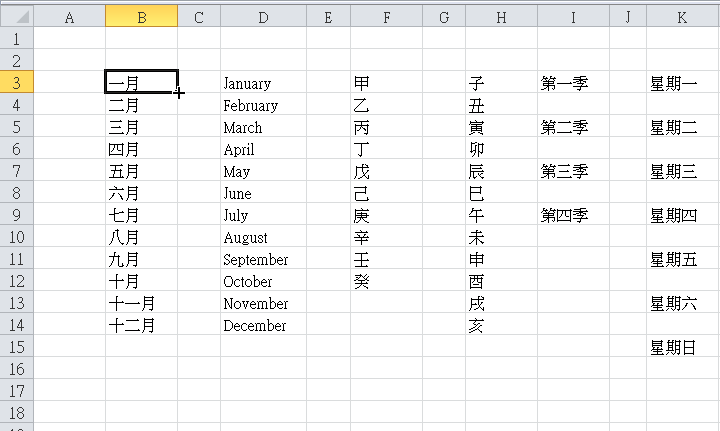 A B C D E F G H I J K
1
2
3 一月 January 甲 子 第一季 星期一
4 二月 February 乙 丑
5 三月 March 丙 寅 第二季 星期二
6 四月 April 丁 卯
7 五月 May 戊 辰 第三季 星期三
8 六月 June 己 巳
9 七月 July 庚 午 第四季 星期四
10 八月 August 辛 未
11 九月 September 壬 申 星期五
12 十月 October 癸 酉
13 十一月 November 戌 星期六
14 十二月 December 亥
15 星期日
16
17
18